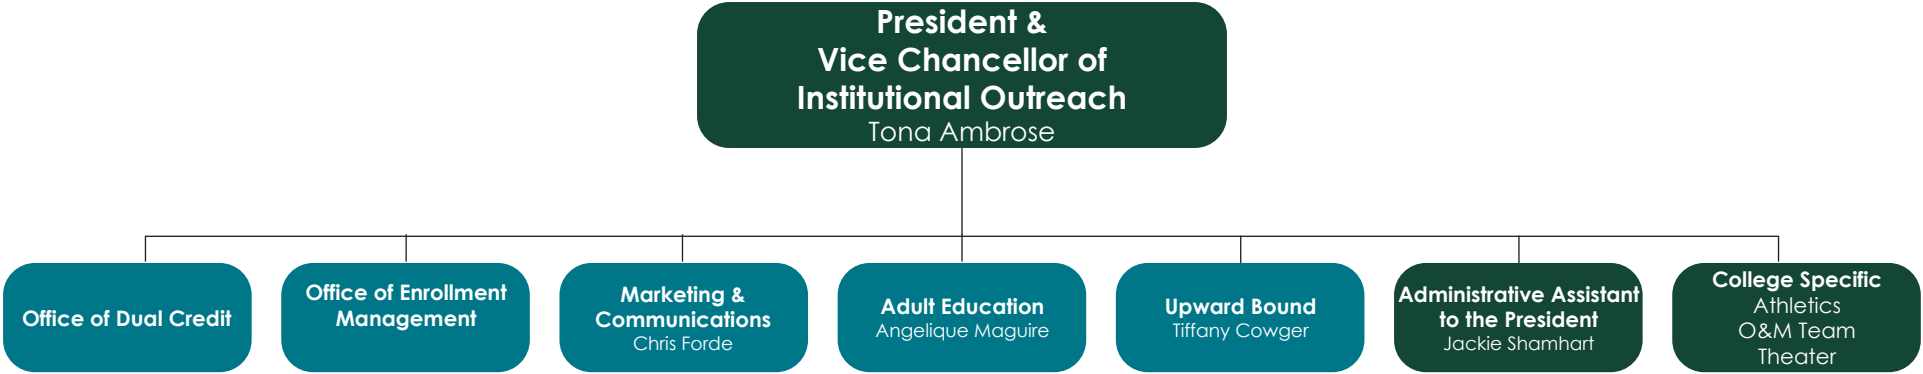 President &
Vice Chancellor of
Institutional Outreach
Tona Ambrose
Office of Dual Credit
Office of Enrollment
Management
Marketing &
Communications
Chris Forde
Adult Education
Angelique Maguire
Upward Bound
Tiffany Cowger
Administrative Assistant
to the President
Jackie Shamhart
College Specific
Athletics
O&M Team
Theater